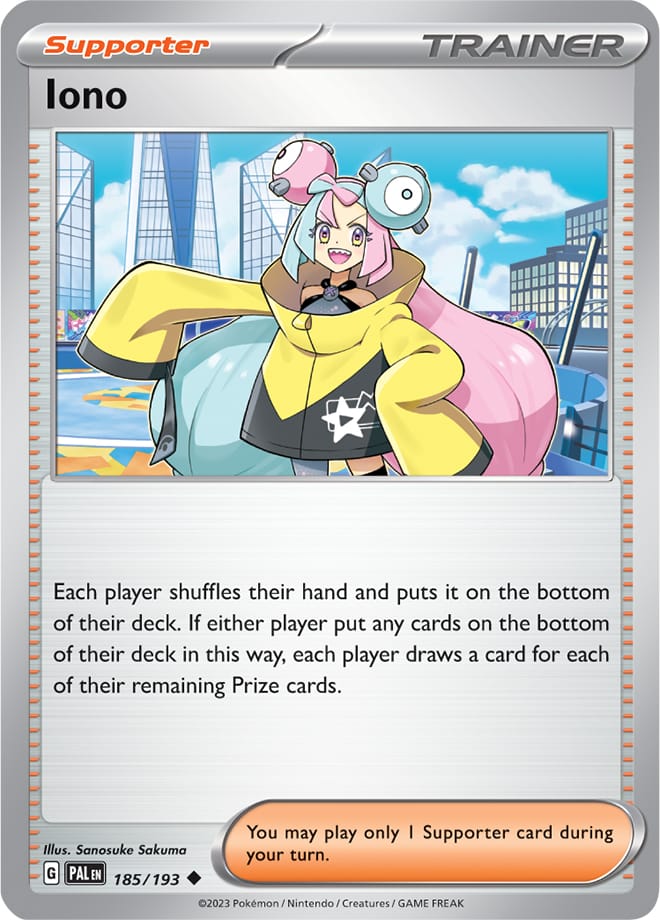 Supporter
TRAINER
Iono
Each player shuffles their hand and puts it on the bottom
of their deck. If either player put any cards on the bottom
of their deck in this way, each player draws a card for each
of their remaining Prize cards.
You may play only 1 Supporter card during
your turn.
Illus. Sanosuke Sakuma
G PAL EN 185/193 ◆
©2023 Pokémon / Nintendo / Creatures / GAME FREAK